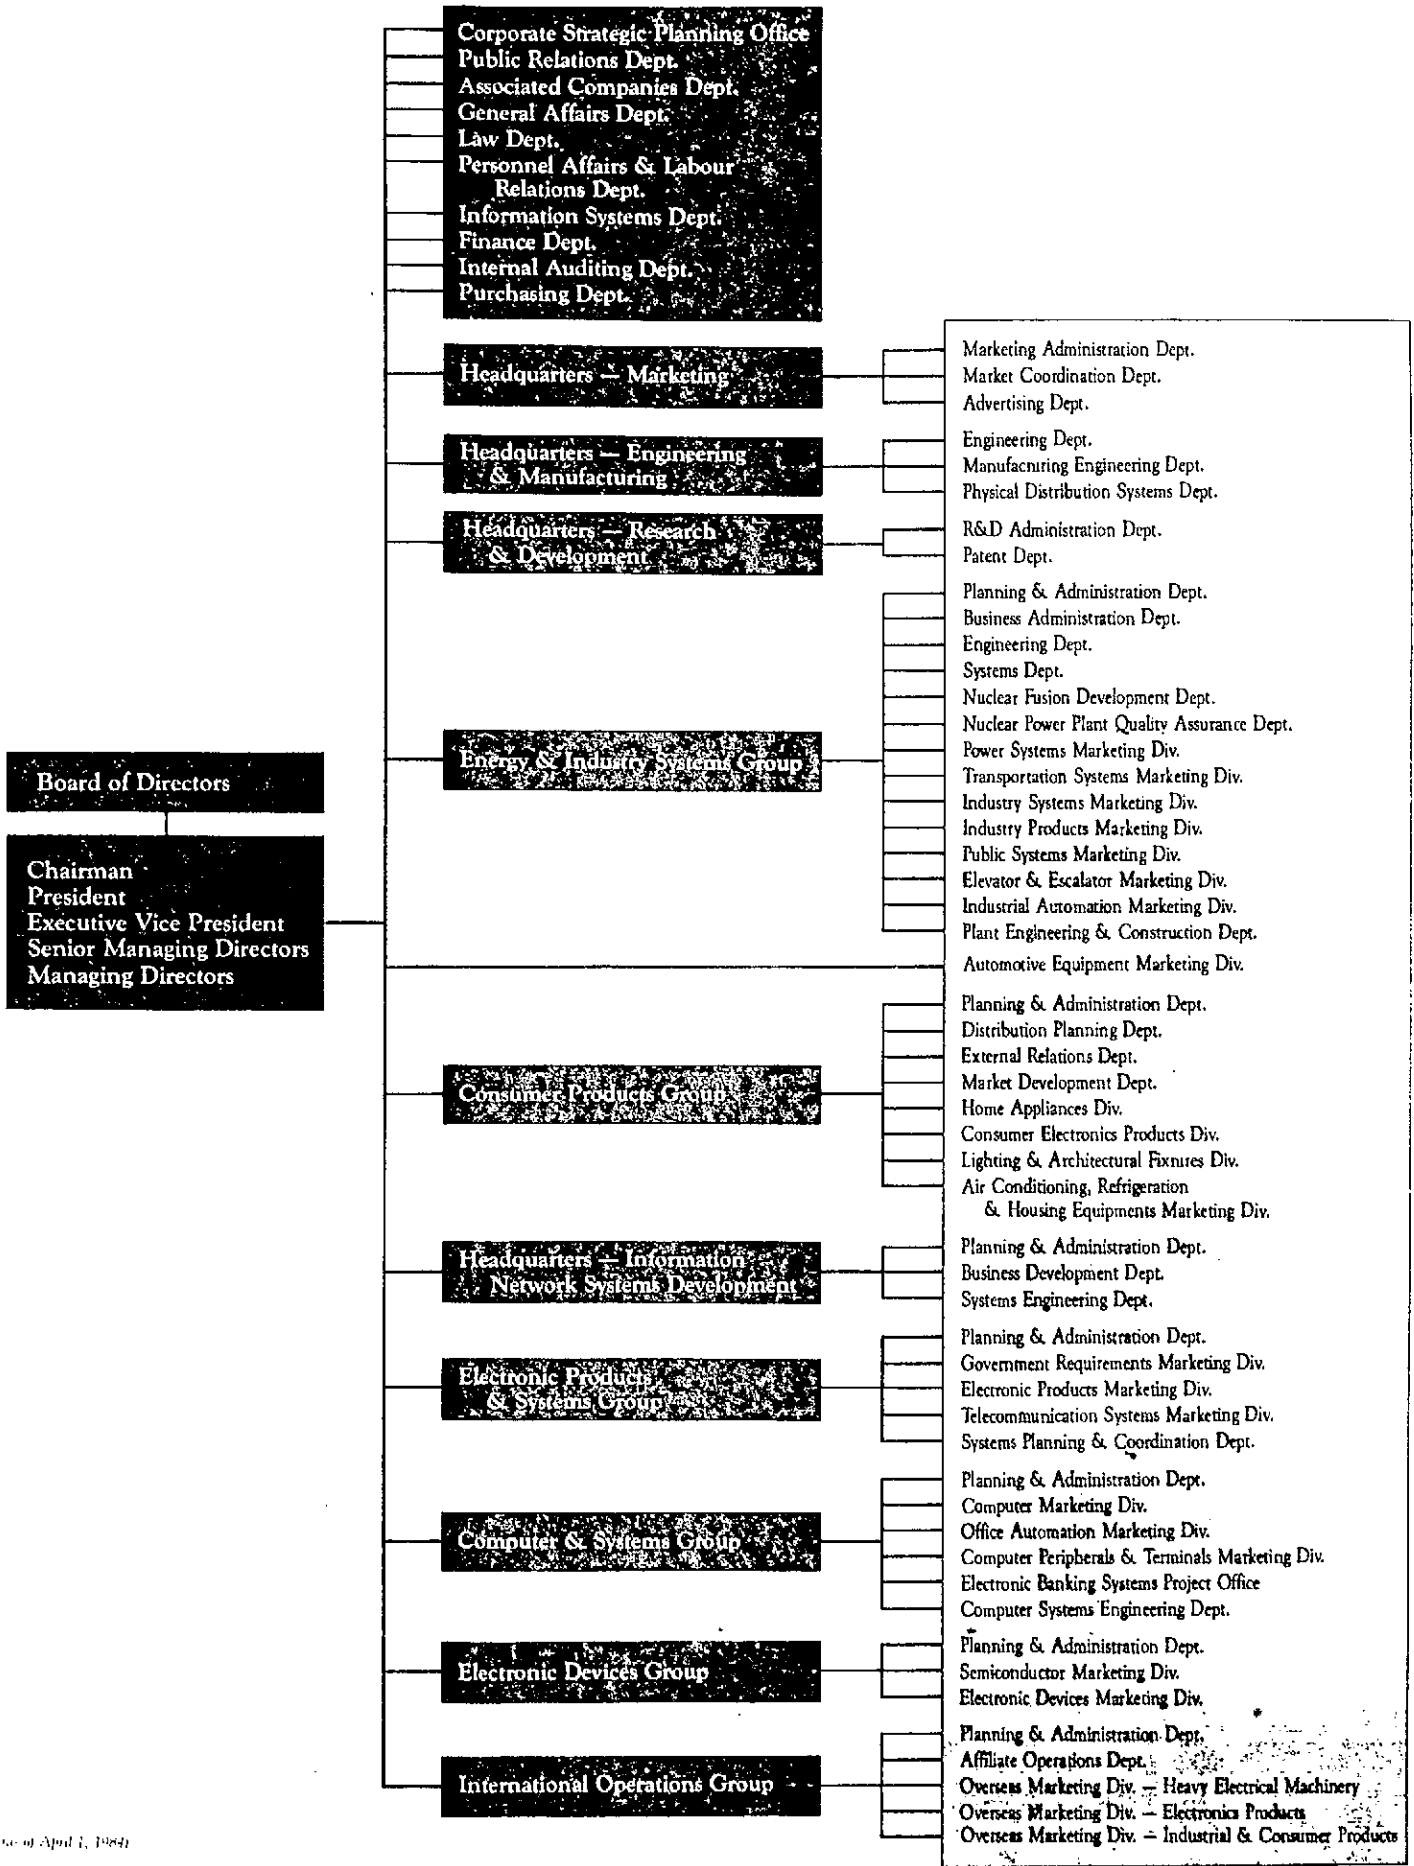 Corporate Strategic Planning Office
Public Relations Dept.
Associated Companies Dept.
General Affairs Dept.
Law Dept.
Personnel Affairs & Labour
Relations Dept.
Information Systems Dept.
Finance Dept.
Internal Auditing Dept.
Purchasing Dept.
Headquarters — Marketing
Marketing Administration Dept.
Market Coordination Dept.
Advertising Dept.
Headquarters — Engineering
& Manufacturing
Engineering Dept.
Manufacturing Engineering Dept.
Physical Distribution Systems Dept.
Headquarters — Research
& Development
R&D Administration Dept.
Patent Dept.
Energy & Industry Systems Group
Planning & Administration Dept.
Business Administration Dept.
Engineering Dept.
Systems Dept.
Nuclear Fusion Development Dept.
Nuclear Power Plant Quality Assurance Dept.
Power Systems Marketing Div.
Transportation Systems Marketing Div.
Industry Systems Marketing Div.
Industry Products Marketing Div.
Public Systems Marketing Div.
Elevator & Escalator Marketing Div.
Industrial Automation Marketing Div.
Plant Engineering & Construction Dept.
Board of Directors
Chairman
President
Executive Vice President
Senior Managing Directors
Managing Directors
Automotive Equipment Marketing Div.
Consumer Products Group
Planning & Administration Dept.
Distribution Planning Dept.
External Relations Dept.
Market Development Dept.
Home Appliances Div.
Consumer Electronics Products Div.
Lighting & Architectural Fixtures Div.
Air Conditioning, Refrigeration
& Housing Equipments Marketing Div.
Headquarters — Information
Network Systems Development
Planning & Administration Dept.
Business Development Dept.
Systems Engineering Dept.
Electronic Products
& Systems Group
Planning & Administration Dept.
Government Requirements Marketing Div.
Electronic Products Marketing Div.
Telecommunication Systems Marketing Div.
Systems Planning & Coordination Dept.
Computer & Systems Group
Planning & Administration Dept.
Computer Marketing Div.
Office Automation Marketing Div.
Computer Peripherals & Terminals Marketing Div.
Electronic Banking Systems Project Office
Computer Systems Engineering Dept.
Electronic Devices Group
Planning & Administration Dept.
Semiconductor Marketing Div.
Electronic Devices Marketing Div.
International Operations Group
Planning & Administration Dept.
Affiliate Operations Dept.
Overseas Marketing Div. — Heavy Electrical Machinery
Overseas Marketing Div. — Electronics Products
Overseas Marketing Div. — Industrial & Consumer Products
of April 1, 1984)